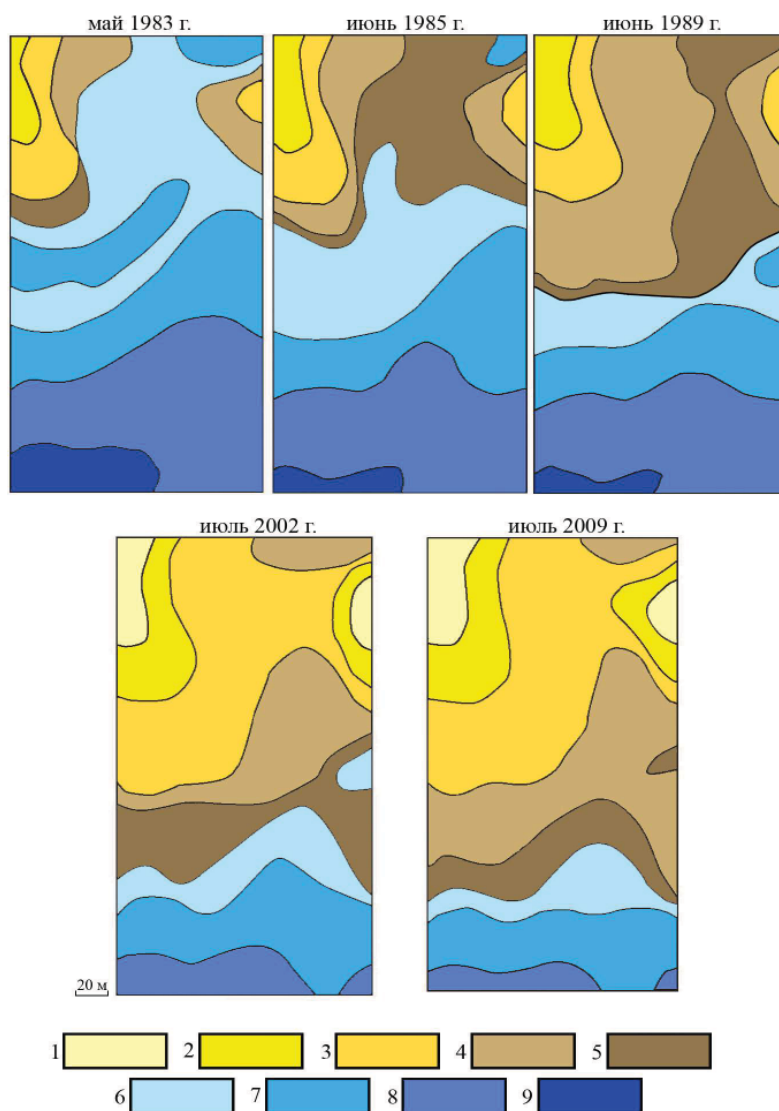 май 1983 г. июнь 1985 г. июнь 1989 г.
июль 2002 г. июль 2009 г.
20 м
1 2 3 4 5
6 7 8 9